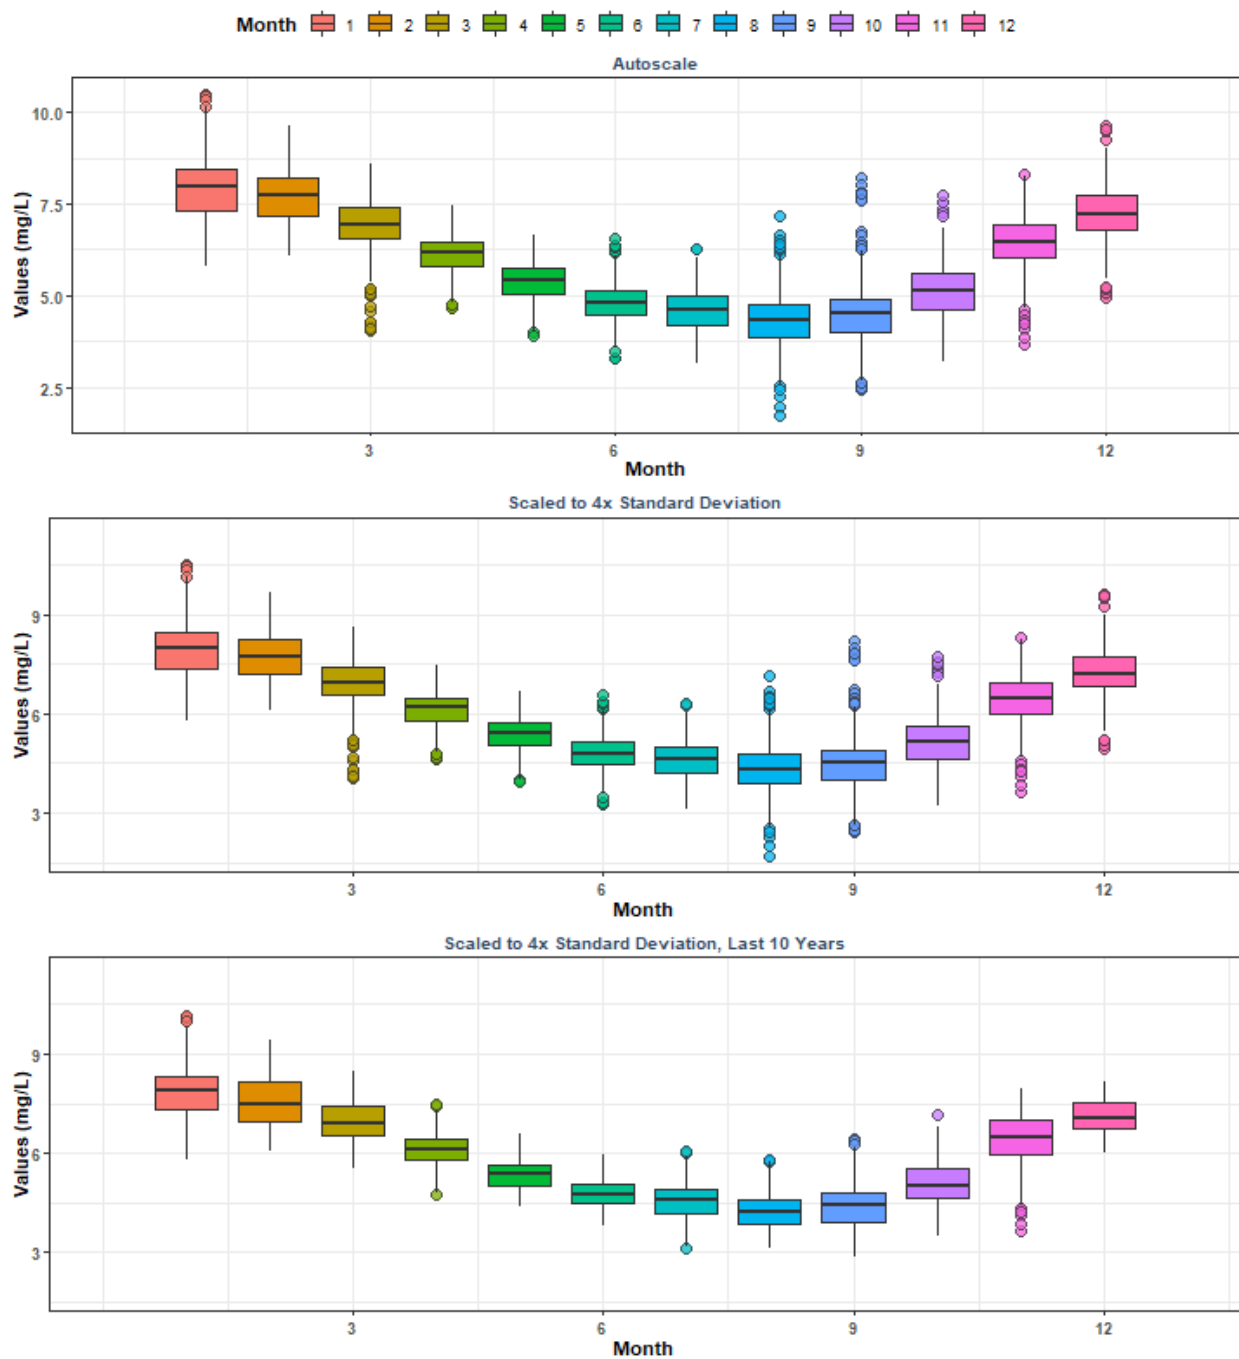 Month 1 2 3 4 5 6 7 8 9 10 11 12
Autoscale
Values (mg/L)
10.0
7.5
5.0
2.5
3 6 9 12
Month
Scaled to 4x Standard Deviation
Values (mg/L)
9
6
3
3 6 9 12
Month
Scaled to 4x Standard Deviation, Last 10 Years
Values (mg/L)
9
6
3
3 6 9 12
Month